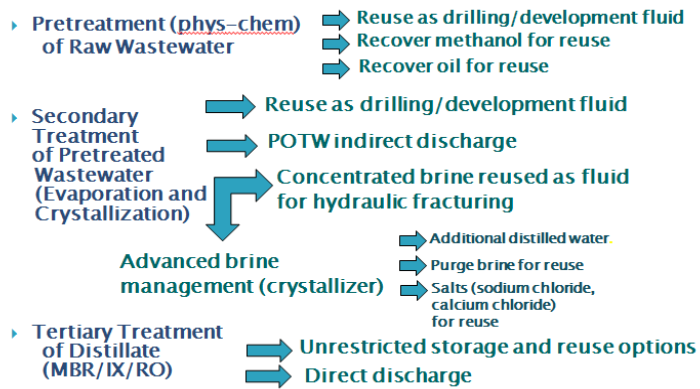 Pretreatment (phys-chem)
of Raw Wastewater
Reuse as drilling/development fluid
Recover methanol for reuse
Recover oil for reuse
Secondary
Treatment
of Pretreated
Wastewater
(Evaporation and
Crystallization)
Reuse as drilling/development fluid
POTW indirect discharge
Concentrated brine reused as fluid
for hydraulic fracturing
Advanced brine
management (crystallizer)
Additional distilled water.
Purge brine for reuse
Salts (sodium chloride,
calcium chloride)
for reuse
Tertiary Treatment
of Distillate
(MBR/IX/RO)
Unrestricted storage and reuse options
Direct discharge